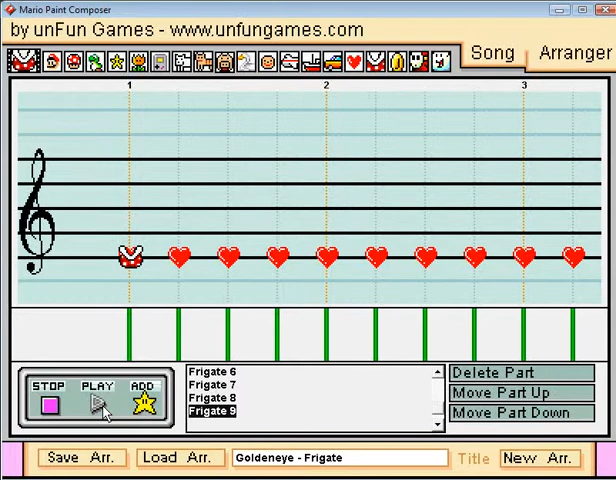 Mario Paint Composer
by unFun Games - www.unfungames.com
Song
Arranger
1 2 3
STOP PLAY ADD
Frigate 6
Frigate 7
Frigate 8
Frigate 9
Delete Part
Move Part Up
Move Part Down
Save Arr. Load Arr. Goldeneye - Frigate Title New Arr.